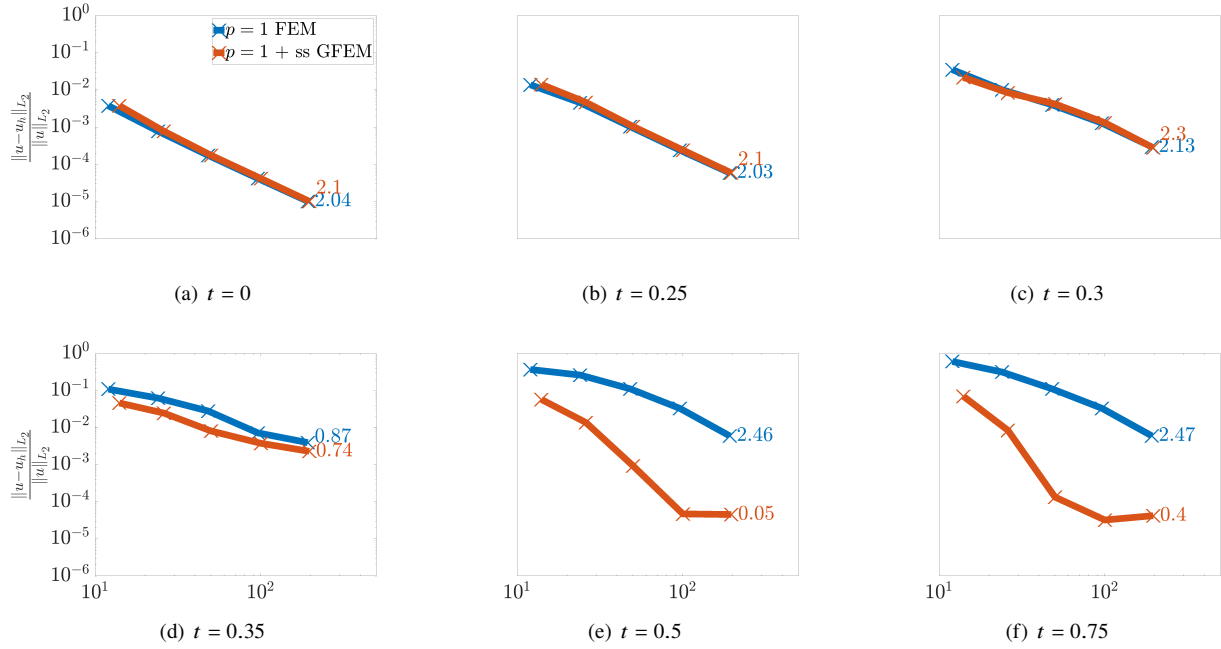 10^0
10^-1
10^-2
10^-3
10^-4
10^-5
10^-6
‖u−u_h‖_{L_2}
‖u‖_{L_2}
p = 1 FEM
p = 1 + ss GFEM
2.1
2.04
(a) t = 0
2.1
2.03
(b) t = 0.25
2.3
2.13
(c) t = 0.3
10^0
10^-1
10^-2
10^-3
10^-4
10^-5
10^-6
‖u−u_h‖_{L_2}
‖u‖_{L_2}
0.87
0.74
10^1 10^2
(d) t = 0.35
2.46
0.05
10^1 10^2
(e) t = 0.5
2.47
0.4
10^1 10^2
(f) t = 0.75